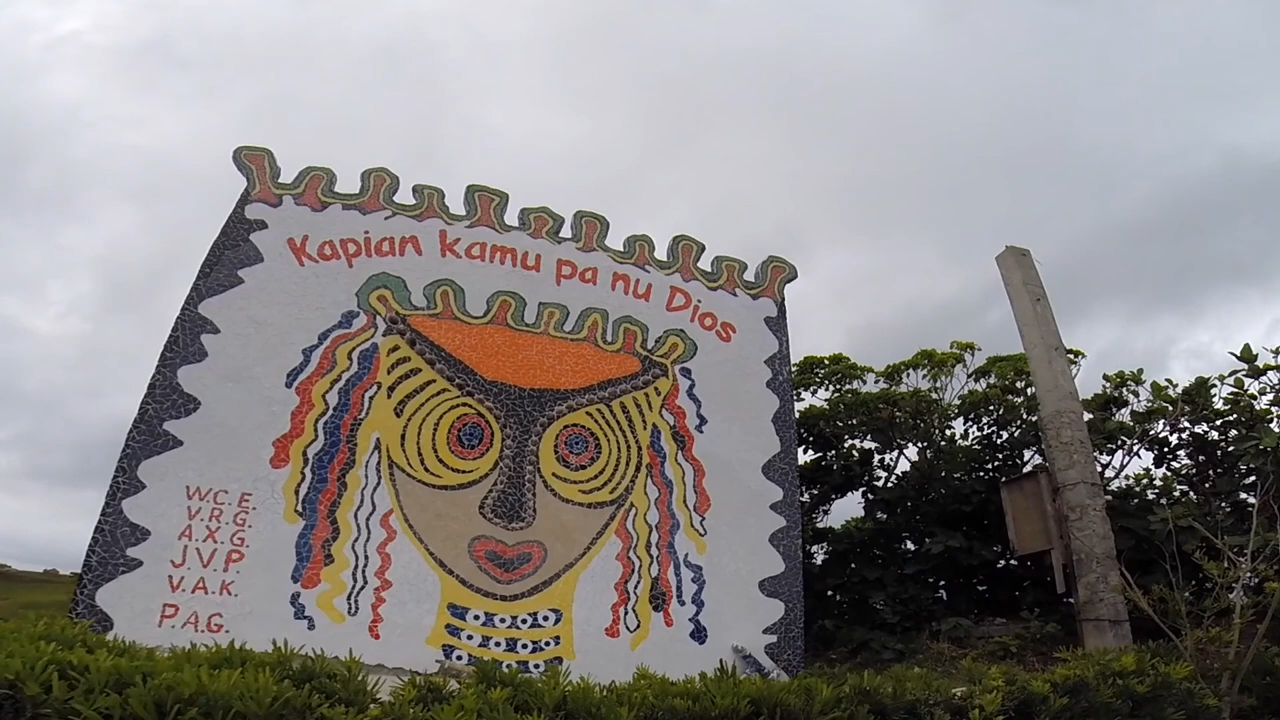 Kapian kamu pa nu Dios
W.C.E.
V.R.G.
A.X.G.
J.V.P.
V.A.K.
P.A.G.